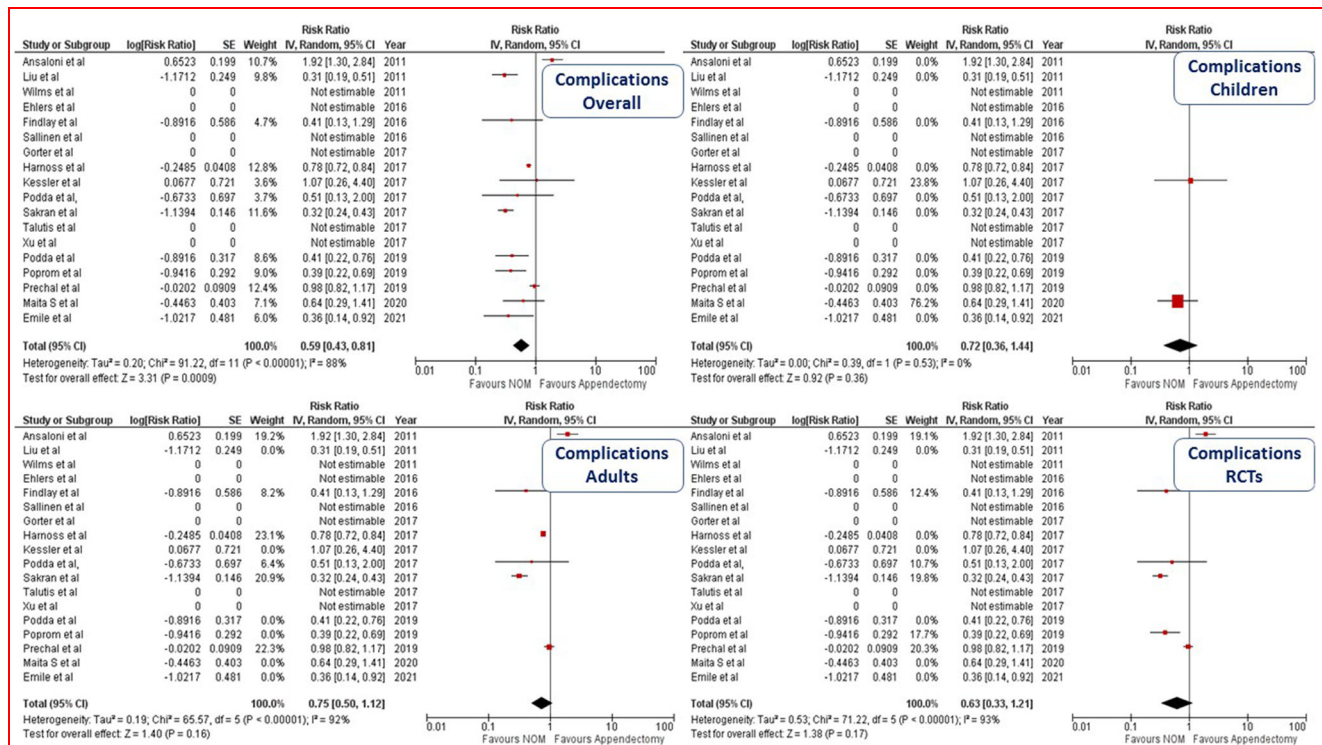 Risk Ratio Risk Ratio
Study or Subgroup log[Risk Ratio] SE Weight IV, Random, 95% CI Year IV, Random, 95% CI
Ansaloni et al 0.6523 0.199 10.7% 1.92 [1.30, 2.84] 2011
Liu et al -1.1712 0.249 9.8% 0.31 [0.19, 0.51] 2011
Wilms et al 0 0 Not estimable 2011
Ehlers et al 0 0 Not estimable 2016
Findlay et al -0.8916 0.586 4.7% 0.41 [0.13, 1.29] 2016
Sallinen et al 0 0 Not estimable 2016
Gorter et al 0 0 Not estimable 2017
Harnoss et al -0.2485 0.0408 12.8% 0.78 [0.72, 0.84] 2017
Kessler et al 0.0677 0.721 3.6% 1.07 [0.26, 4.40] 2017
Podda et al, -0.6733 0.697 3.7% 0.51 [0.13, 2.00] 2017
Sakran et al -1.1394 0.146 11.6% 0.32 [0.24, 0.43] 2017
Talutis et al 0 0 Not estimable 2017
Xu et al 0 0 Not estimable 2017
Podda et al -0.8916 0.317 8.6% 0.41 [0.22, 0.76] 2019
Poprom et al -0.9416 0.292 9.0% 0.39 [0.22, 0.69] 2019
Prechal et al -0.0202 0.0909 12.4% 0.98 [0.82, 1.17] 2019
Maita S et al -0.4463 0.403 7.1% 0.64 [0.29, 1.41] 2020
Emile et al -1.0217 0.481 6.0% 0.36 [0.14, 0.92] 2021
Total (95% CI) 100.0% 0.59 [0.43, 0.81]
Heterogeneity: Tau² = 0.20; Chi² = 91.22, df = 11 (P < 0.00001); I² = 88%
Test for overall effect: Z = 3.31 (P = 0.0009)
Complications
Overall
0.01 0.1 1 10 100
Favours NOM Favours Appendectomy
Risk Ratio Risk Ratio
Study or Subgroup log[Risk Ratio] SE Weight IV, Random, 95% CI Year IV, Random, 95% CI
Ansaloni et al 0.6523 0.199 0.0% 1.92 [1.30, 2.84] 2011
Liu et al -1.1712 0.249 0.0% 0.31 [0.19, 0.51] 2011
Wilms et al 0 0 Not estimable 2011
Ehlers et al 0 0 Not estimable 2016
Findlay et al -0.8916 0.586 0.0% 0.41 [0.13, 1.29] 2016
Sallinen et al 0 0 Not estimable 2016
Gorter et al 0 0 Not estimable 2017
Harnoss et al -0.2485 0.0408 0.0% 0.78 [0.72, 0.84] 2017
Kessler et al 0.0677 0.721 23.8% 1.07 [0.26, 4.40] 2017
Podda et al, -0.6733 0.697 0.0% 0.51 [0.13, 2.00] 2017
Sakran et al -1.1394 0.146 0.0% 0.32 [0.24, 0.43] 2017
Talutis et al 0 0 Not estimable 2017
Xu et al 0 0 Not estimable 2017
Podda et al -0.8916 0.317 0.0% 0.41 [0.22, 0.76] 2019
Poprom et al -0.9416 0.292 0.0% 0.39 [0.22, 0.69] 2019
Prechal et al -0.0202 0.0909 0.0% 0.98 [0.82, 1.17] 2019
Maita S et al -0.4463 0.403 76.2% 0.64 [0.29, 1.41] 2020
Emile et al -1.0217 0.481 0.0% 0.36 [0.14, 0.92] 2021
Total (95% CI) 100.0% 0.72 [0.36, 1.44]
Heterogeneity: Tau² = 0.00; Chi² = 0.39, df = 1 (P = 0.53); I² = 0%
Test for overall effect: Z = 0.92 (P = 0.36)
Complications
Children
0.01 0.1 1 10 100
Favours NOM Favours Appendectomy
Risk Ratio Risk Ratio
Study or Subgroup log[Risk Ratio] SE Weight IV, Random, 95% CI Year IV, Random, 95% CI
Ansaloni et al 0.6523 0.199 19.2% 1.92 [1.30, 2.84] 2011
Liu et al -1.1712 0.249 0.0% 0.31 [0.19, 0.51] 2011
Wilms et al 0 0 Not estimable 2011
Ehlers et al 0 0 Not estimable 2016
Findlay et al -0.8916 0.586 8.2% 0.41 [0.13, 1.29] 2016
Sallinen et al 0 0 Not estimable 2016
Gorter et al 0 0 Not estimable 2017
Harnoss et al -0.2485 0.0408 23.1% 0.78 [0.72, 0.84] 2017
Kessler et al 0.0677 0.721 0.0% 1.07 [0.26, 4.40] 2017
Podda et al, -0.6733 0.697 6.4% 0.51 [0.13, 2.00] 2017
Sakran et al -1.1394 0.146 20.9% 0.32 [0.24, 0.43] 2017
Talutis et al 0 0 Not estimable 2017
Xu et al 0 0 Not estimable 2017
Podda et al -0.8916 0.317 0.0% 0.41 [0.22, 0.76] 2019
Poprom et al -0.9416 0.292 0.0% 0.39 [0.22, 0.69] 2019
Prechal et al -0.0202 0.0909 22.3% 0.98 [0.82, 1.17] 2019
Maita S et al -0.4463 0.403 0.0% 0.64 [0.29, 1.41] 2020
Emile et al -1.0217 0.481 0.0% 0.36 [0.14, 0.92] 2021
Total (95% CI) 100.0% 0.75 [0.50, 1.12]
Heterogeneity: Tau² = 0.19; Chi² = 65.57, df = 5 (P < 0.00001); I² = 92%
Test for overall effect: Z = 1.40 (P = 0.16)
Complications
Adults
0.01 0.1 1 10 100
Favours NOM Favours Appendectomy
Risk Ratio Risk Ratio
Study or Subgroup log[Risk Ratio] SE Weight IV, Random, 95% CI Year IV, Random, 95% CI
Ansaloni et al 0.6523 0.199 19.1% 1.92 [1.30, 2.84] 2011
Liu et al -1.1712 0.249 0.0% 0.31 [0.19, 0.51] 2011
Wilms et al 0 0 Not estimable 2011
Ehlers et al 0 0 Not estimable 2016
Findlay et al -0.8916 0.586 12.4% 0.41 [0.13, 1.29] 2016
Sallinen et al 0 0 Not estimable 2016
Gorter et al 0 0 Not estimable 2017
Harnoss et al -0.2485 0.0408 0.0% 0.78 [0.72, 0.84] 2017
Kessler et al 0.0677 0.721 0.0% 1.07 [0.26, 4.40] 2017
Podda et al, -0.6733 0.697 10.7% 0.51 [0.13, 2.00] 2017
Sakran et al -1.1394 0.146 19.8% 0.32 [0.24, 0.43] 2017
Talutis et al 0 0 Not estimable 2017
Xu et al 0 0 Not estimable 2017
Podda et al -0.8916 0.317 0.0% 0.41 [0.22, 0.76] 2019
Poprom et al -0.9416 0.292 17.7% 0.39 [0.22, 0.69] 2019
Prechal et al -0.0202 0.0909 20.3% 0.98 [0.82, 1.17] 2019
Maita S et al -0.4463 0.403 0.0% 0.64 [0.29, 1.41] 2020
Emile et al -1.0217 0.481 0.0% 0.36 [0.14, 0.92] 2021
Total (95% CI) 100.0% 0.63 [0.33, 1.21]
Heterogeneity: Tau² = 0.53; Chi² = 71.22, df = 5 (P < 0.00001); I² = 93%
Test for overall effect: Z = 1.38 (P = 0.17)
Complications
RCTs
0.01 0.1 1 10 100
Favours NOM Favours Appendectomy